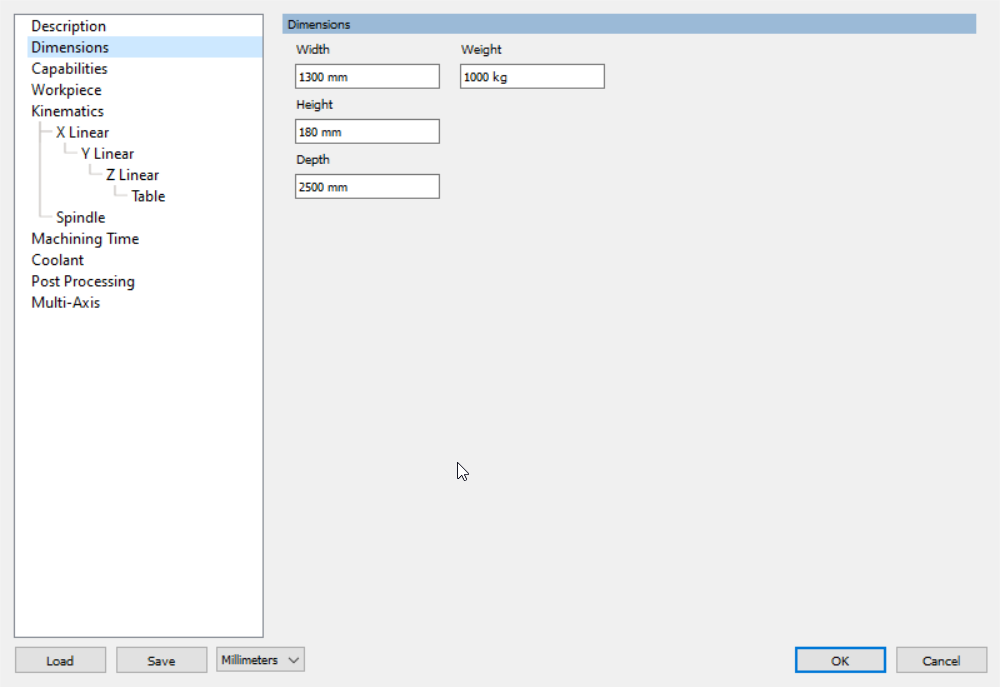 Description
Dimensions
Capabilities
Workpiece
Kinematics
X Linear
Y Linear
Z Linear
Table
Spindle
Machining Time
Coolant
Post Processing
Multi-Axis
Dimensions
Width
Weight
1300 mm
1000 kg
Height
180 mm
Depth
2500 mm
Load
Save
Millimeters
OK
Cancel